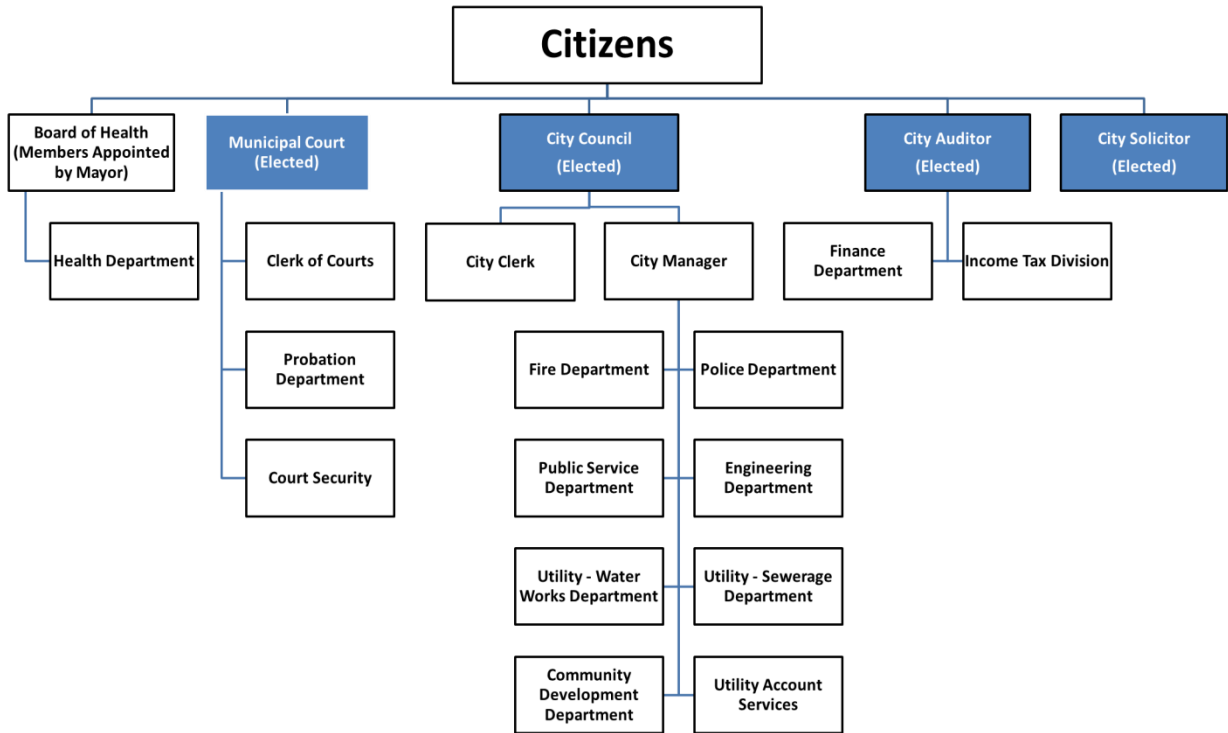 Citizens
Board of Health
(Members Appointed
by Mayor)
Municipal Court
(Elected)
City Council
(Elected)
City Auditor
(Elected)
City Solicitor
(Elected)
Health Department
Clerk of Courts
City Clerk
City Manager
Finance
Department
Income Tax Division
Probation
Department
Fire Department
Police Department
Court Security
Public Service
Department
Engineering
Department
Utility - Water
Works Department
Utility - Sewerage
Department
Community
Development
Department
Utility Account
Services